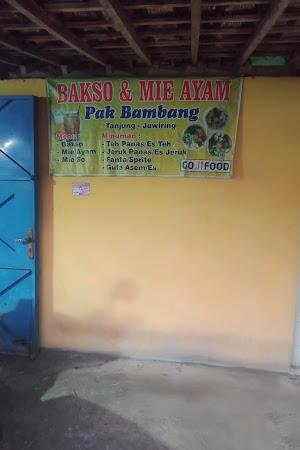 BAKSO & MIE AYAM
Pak Bambang
Tanjung - Juwiring
Menu :
- Bakso
- Mie Ayam
- Mie So
Minuman :
- Teh Panas/Es Teh
- Jeruk Panas/Es Jeruk
- Fanta/Sprite
- Gula Asem/Es
GO FOOD